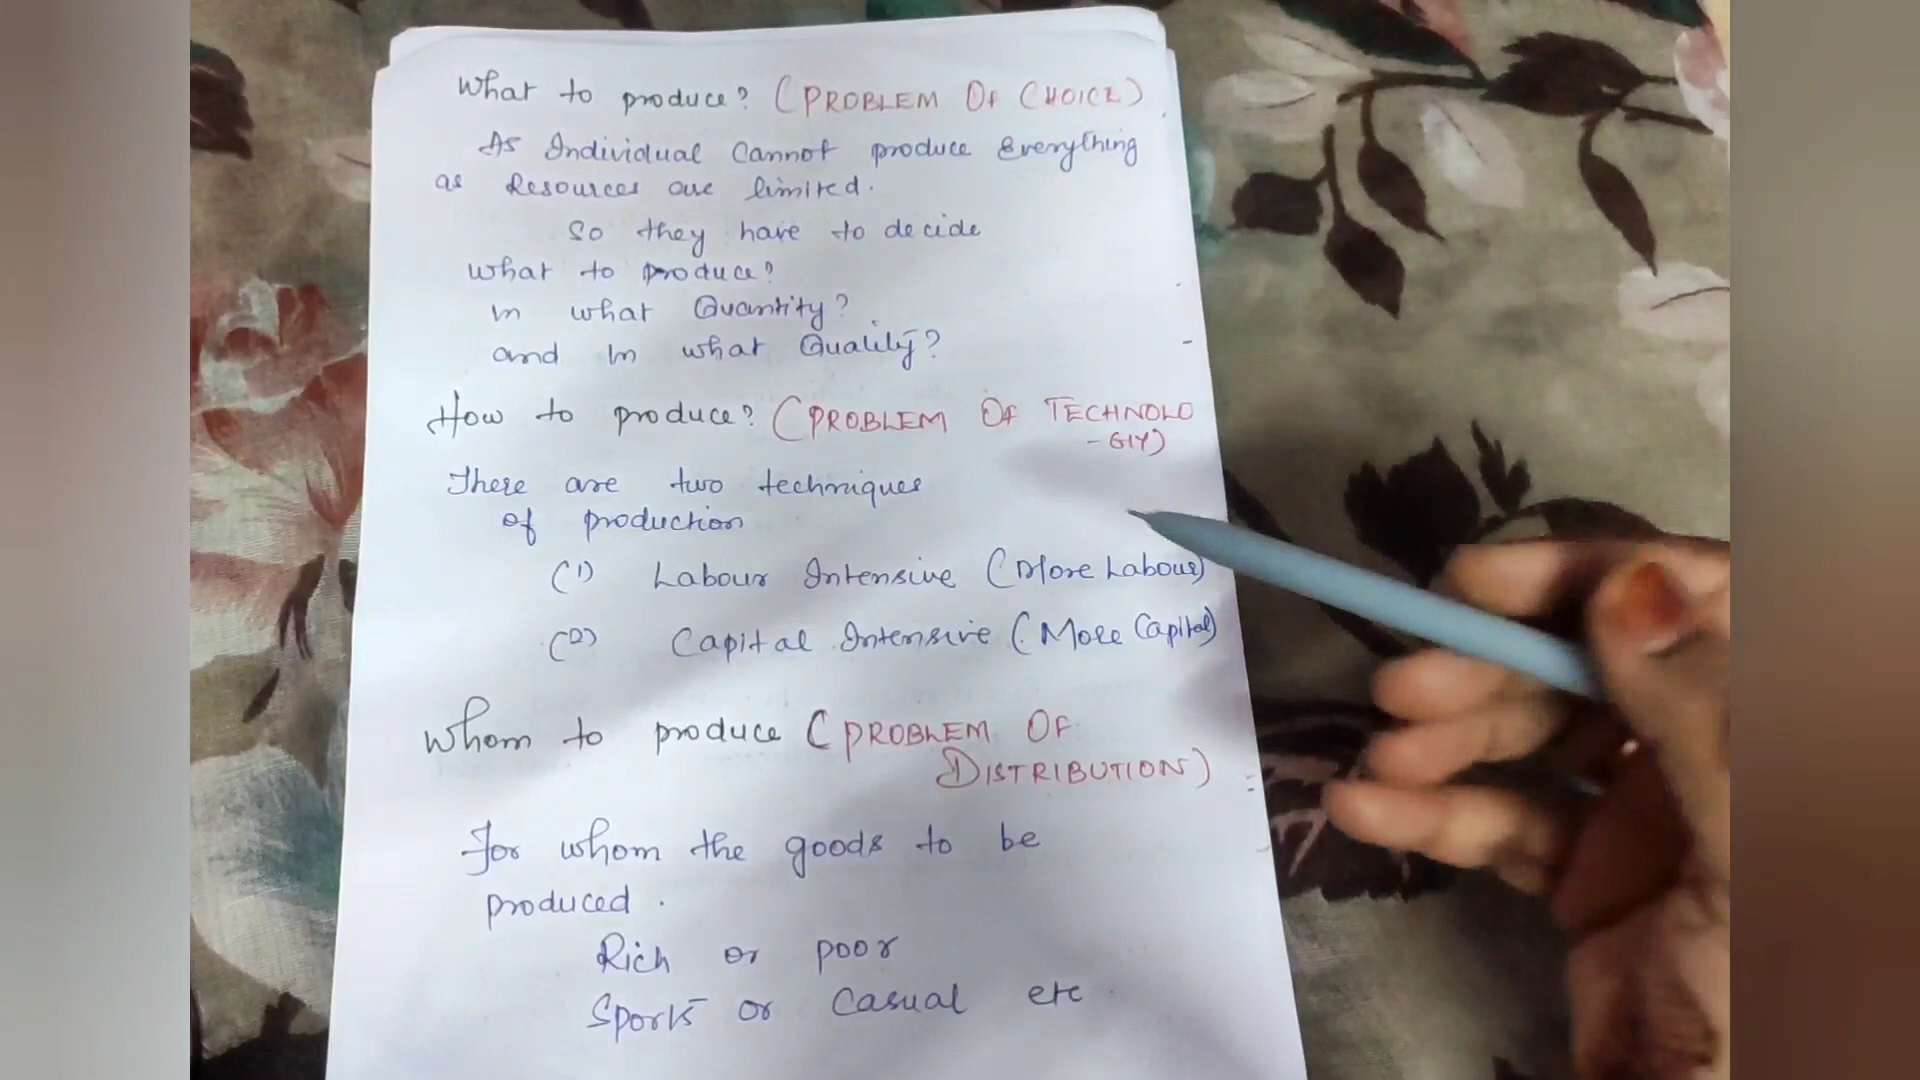 What to produce? (PROBLEM OF CHOICE)
As Individual Cannot produce Everything
as Resources are limited.
So they have to decide
What to produce?
in what Quantity?
and in what Quality?
How to produce? (PROBLEM OF TECHNOLO
-GY)
There are two techniques
of production
(1) Labour Intensive (More Labour)
(2) Capital Intensive (More Capital)
Whom to produce (PROBLEM OF
DISTRIBUTION)
For whom the goods to be
produced.
Rich or poor
Sports or Casual etc.